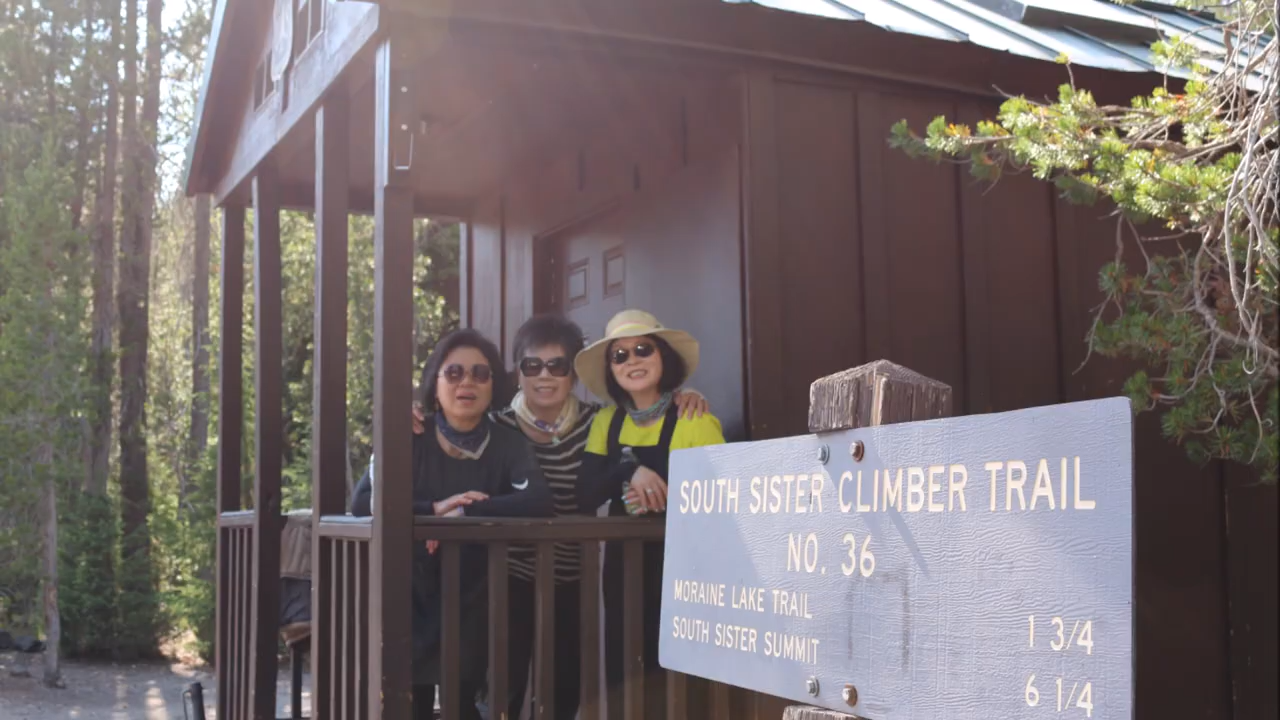 SOUTH SISTER CLIMBER TRAIL
NO. 36
MORAINE LAKE TRAIL 1 3/4
SOUTH SISTER SUMMIT 6 1/4